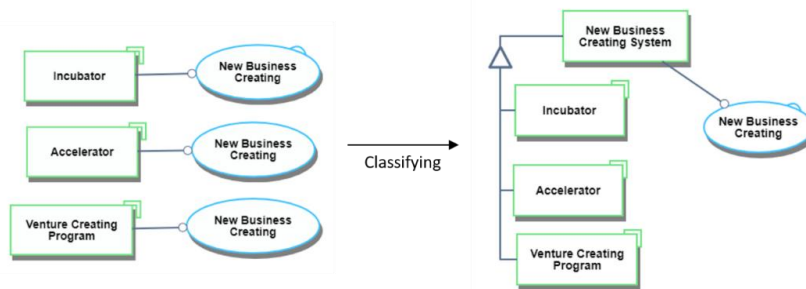 Incubator
New Business
Creating
Accelerator
New Business
Creating
Venture Creating
Program
New Business
Creating
Classifying
New Business
Creating System
Incubator
New Business
Creating
Accelerator
Venture Creating
Program